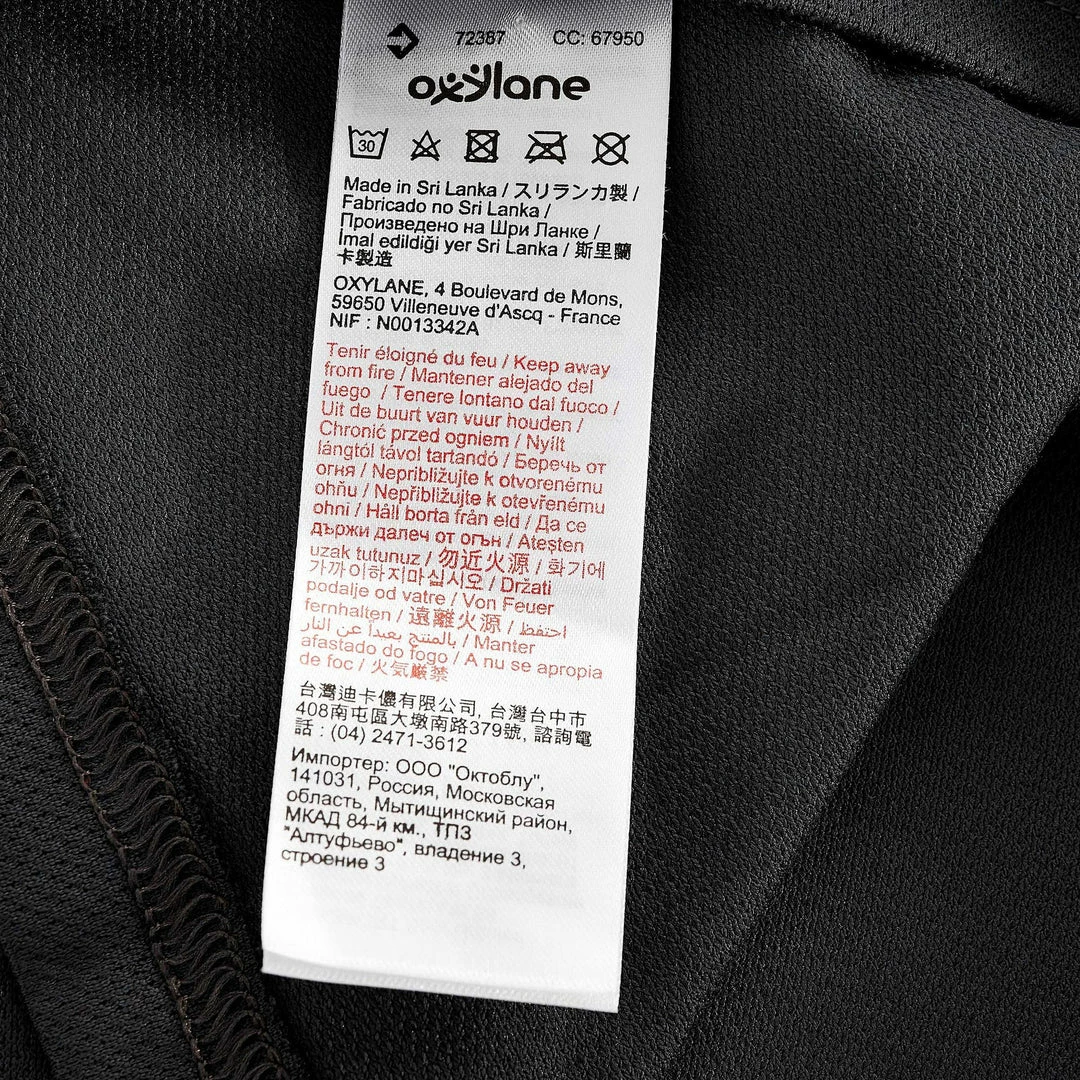 72387 CC: 67950
oxylane
30
Made in Sri Lanka / スリランカ製 /
Fabricado no Sri Lanka /
Произведено на Шри Ланке /
İmal edildiği yer Sri Lanka / 斯里蘭
卡製造
OXYLANE, 4 Boulevard de Mons,
59650 Villeneuve d'Ascq - France
NIF : N0013342A
Tenir éloigné du feu / Keep away
from fire / Mantener alejado del
fuego / Tenere lontano dal fuoco /
Uit de buurt van vuur houden /
Chronić przed ogniem / Nyílt
lángtól távol tartandó / Беречь от
огня / Nepribližujte k otvorenému
ohňu / Nepřibližujte k otevřenému
ohni / Håll borta från eld / Да се
държи далеч от огън / Ateşten
uzak tutunuz / 勿近火源 / 화기에
가까이하지마십시오 / Držati
podalje od vatre / Von Feuer
fernhalten / 遠離火源 / احتفظ
بالمنتج بعيداً عن النار / Manter
afastado do fogo / A nu se apropia
de foc / 火気厳禁
台灣迪卡儂有限公司, 台灣台中市
408南屯區大墩南路379號, 諮詢電
話 : (04) 2471-3612
Импортер: ООО "Октоблу",
141031, Россия, Московская
область, Мытищинский район,
МКАД 84-й км., ТПЗ
"Алтуфьево", владение 3,
строение 3